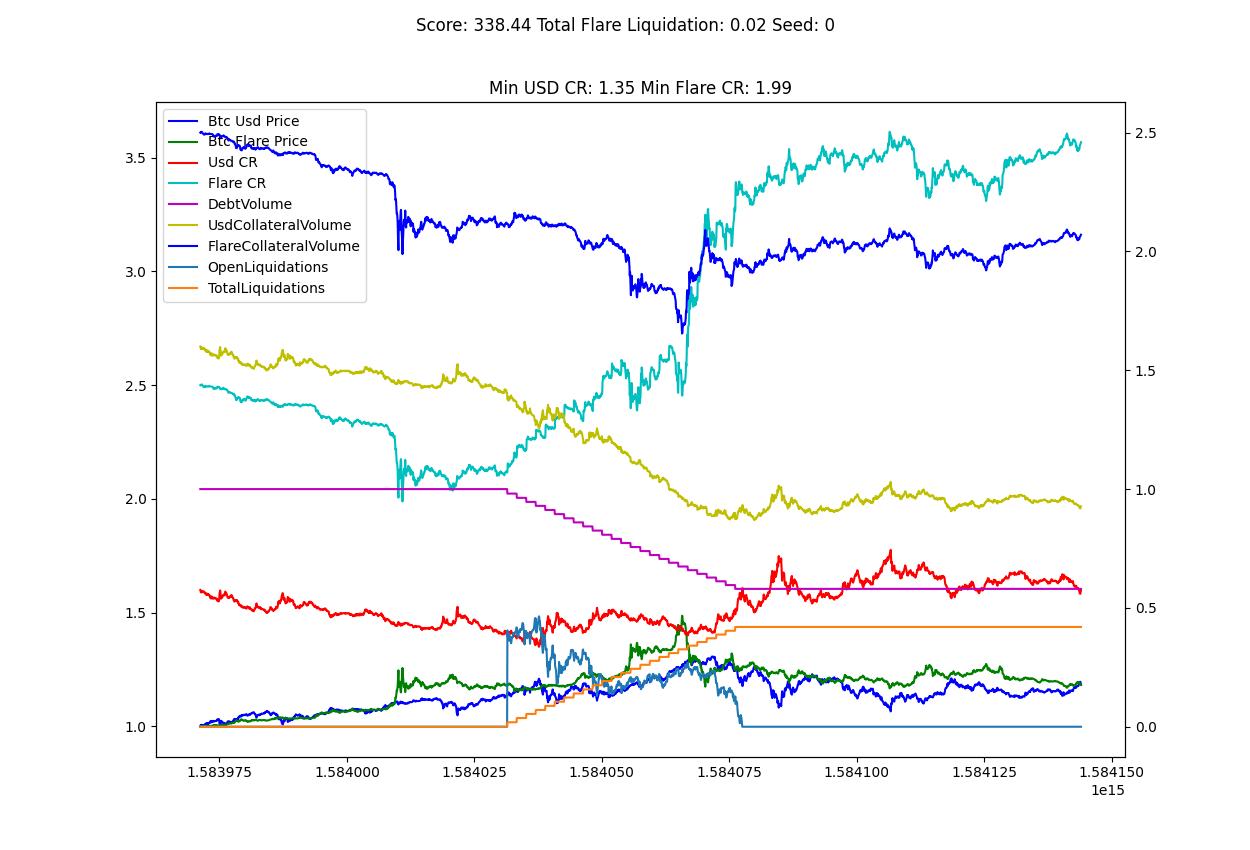 Score: 338.44 Total Flare Liquidation: 0.02 Seed: 0
Min USD CR: 1.35 Min Flare CR: 1.99
Btc Usd Price
Btc Flare Price
Usd CR
Flare CR
DebtVolume
UsdCollateralVolume
FlareCollateralVolume
OpenLiquidations
TotalLiquidations
3.5
3.0
2.5
2.0
1.5
1.0
2.5
2.0
1.5
1.0
0.5
0.0
1.583975 1.584000 1.584025 1.584050 1.584075 1.584100 1.584125 1.584150
1e15